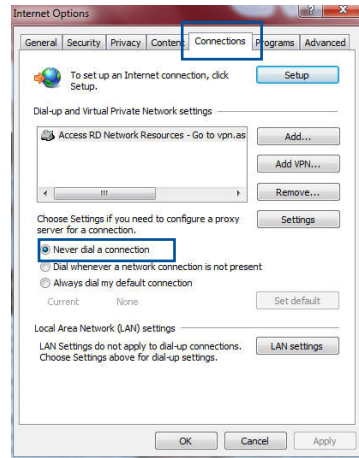 Internet Options
General Security Privacy Content Connections Programs Advanced
To set up an Internet connection, click
Setup.
Setup
Dial-up and Virtual Private Network settings
Access RD Network Resources - Go to vpn.as
Add...
Add VPN...
Remove...
Choose Settings if you need to configure a proxy
server for a connection.
Settings
Never dial a connection
Dial whenever a network connection is not present
Always dial my default connection
Current None
Set default
Local Area Network (LAN) settings
LAN Settings do not apply to dial-up connections.
Choose Settings above for dial-up settings.
LAN settings
OK Cancel Apply